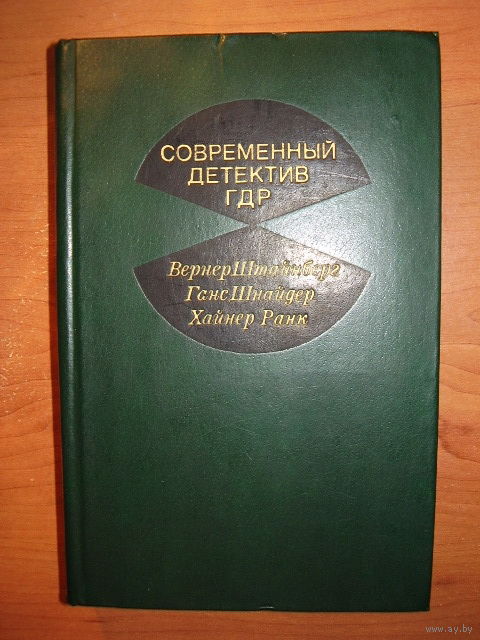 СОВРЕМЕННЫЙ
ДЕТЕКТИВ
ГДР
Вернер Штайнберг
Ганс Шнайдер
Хайнер Ранк
www.ay.by